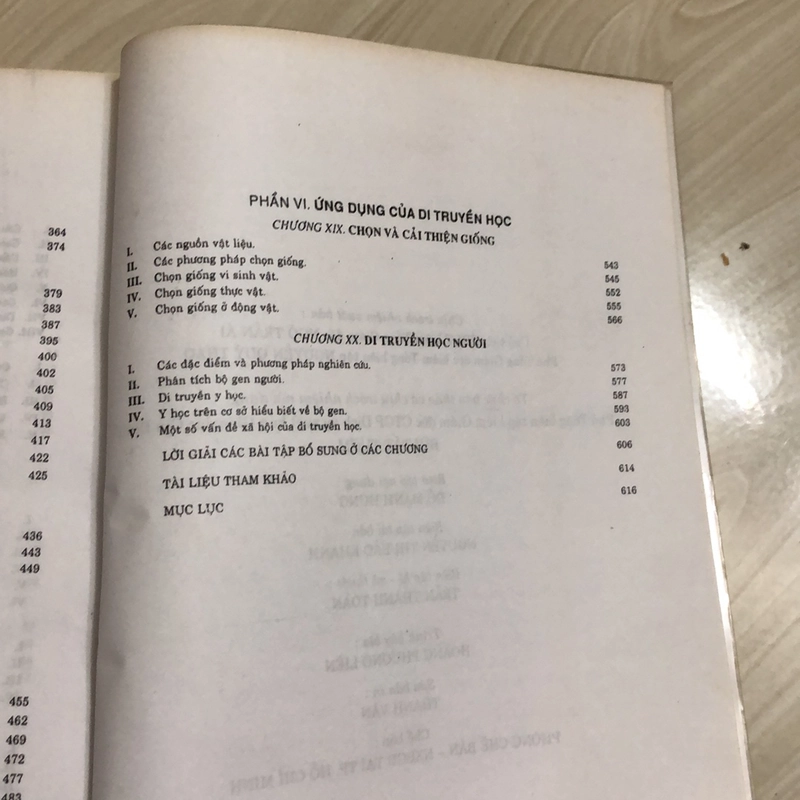 364
374
379
383
387
395
400
402
405
409
413
417
422
425
436
443
449
455
462
469
472
477
483
PHẦN VI. ỨNG DỤNG CỦA DI TRUYỀN HỌC
CHƯƠNG XIX. CHỌN VÀ CẢI THIỆN GIỐNG
I. Các nguồn vật liệu. 543
II. Các phương pháp chọn giống. 545
III. Chọn giống vi sinh vật. 552
IV. Chọn giống thực vật. 555
V. Chọn giống ở động vật. 566
CHƯƠNG XX. DI TRUYỀN HỌC NGƯỜI
I. Các đặc điểm và phương pháp nghiên cứu. 573
II. Phân tích bộ gen người. 577
III. Di truyền y học. 587
IV. Y học trên cơ sở hiểu biết về bộ gen. 593
V. Một số vấn đề xã hội của di truyền học. 603
LỜI GIẢI CÁC BÀI TẬP BỔ SUNG Ở CÁC CHƯƠNG 606
TÀI LIỆU THAM KHẢO 614
MỤC LỤC 616